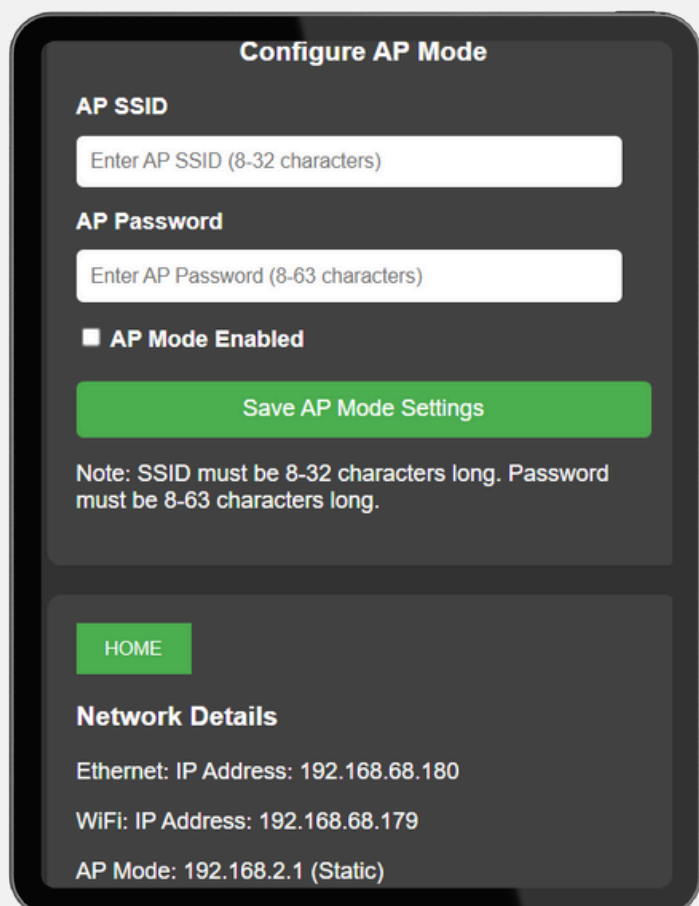 Configure AP Mode
AP SSID
Enter AP SSID (8-32 characters)
AP Password
Enter AP Password (8-63 characters)
AP Mode Enabled
Save AP Mode Settings
Note: SSID must be 8-32 characters long. Password
must be 8-63 characters long.
HOME
Network Details
Ethernet: IP Address: 192.168.68.180
WiFi: IP Address: 192.168.68.179
AP Mode: 192.168.2.1 (Static)